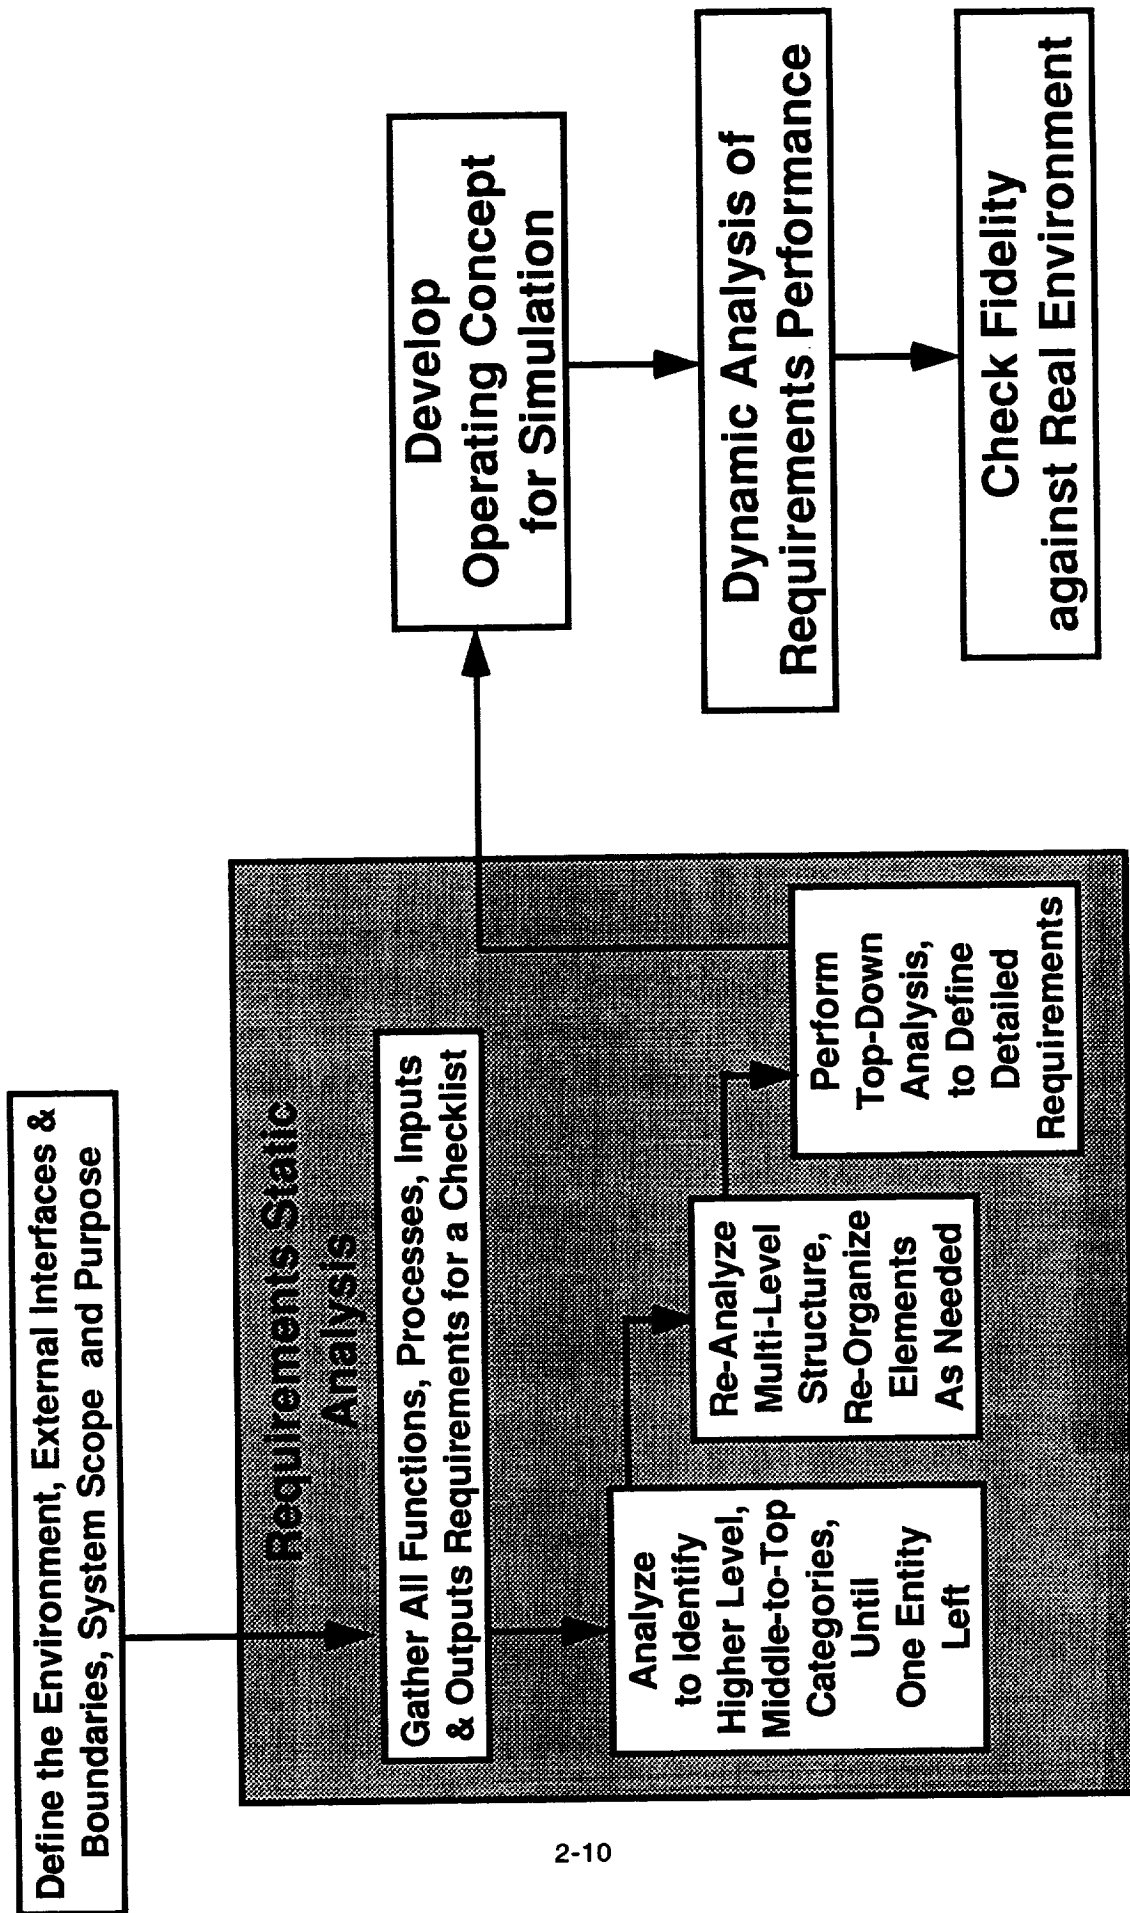 Define the Environment, External Interfaces &
Boundaries, System Scope and Purpose
Requirements Static
Analysis
Gather All Functions, Processes, Inputs
& Outputs Requirements for a Checklist
Analyze
to Identify
Higher Level,
Middle-to-Top
Categories,
Until
One Entity
Left
Re-Analyze
Multi-Level
Structure,
Re-Organize
Elements
As Needed
Perform
Top-Down
Analysis,
to Define
Detailed
Requirements
Develop
Operating Concept
for Simulation
Dynamic Analysis of
Requirements Performance
Check Fidelity
against Real Environment
2-10